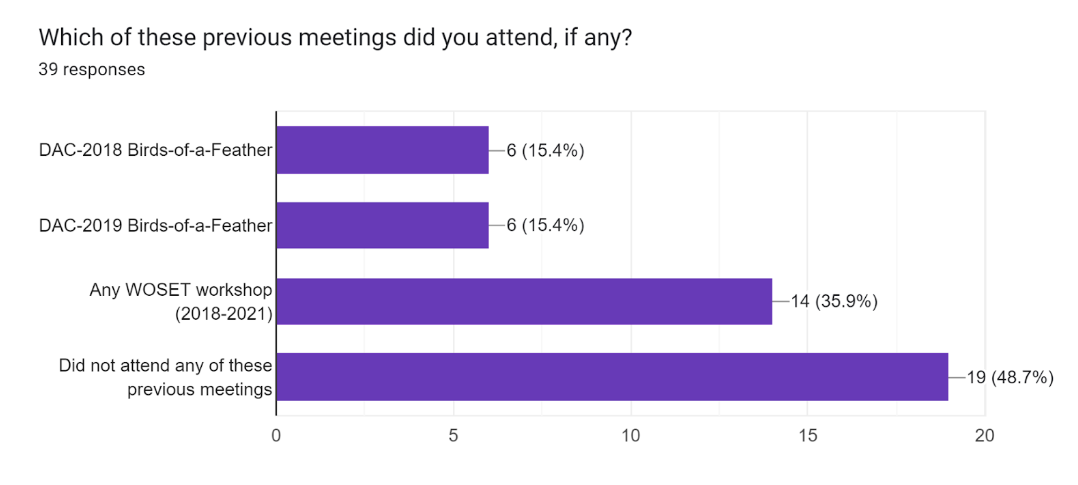 Which of these previous meetings did you attend, if any?
39 responses
DAC-2018 Birds-of-a-Feather
6 (15.4%)
DAC-2019 Birds-of-a-Feather
6 (15.4%)
Any WOSET workshop
(2018-2021)
14 (35.9%)
Did not attend any of these
previous meetings
19 (48.7%)
0 5 10 15 20